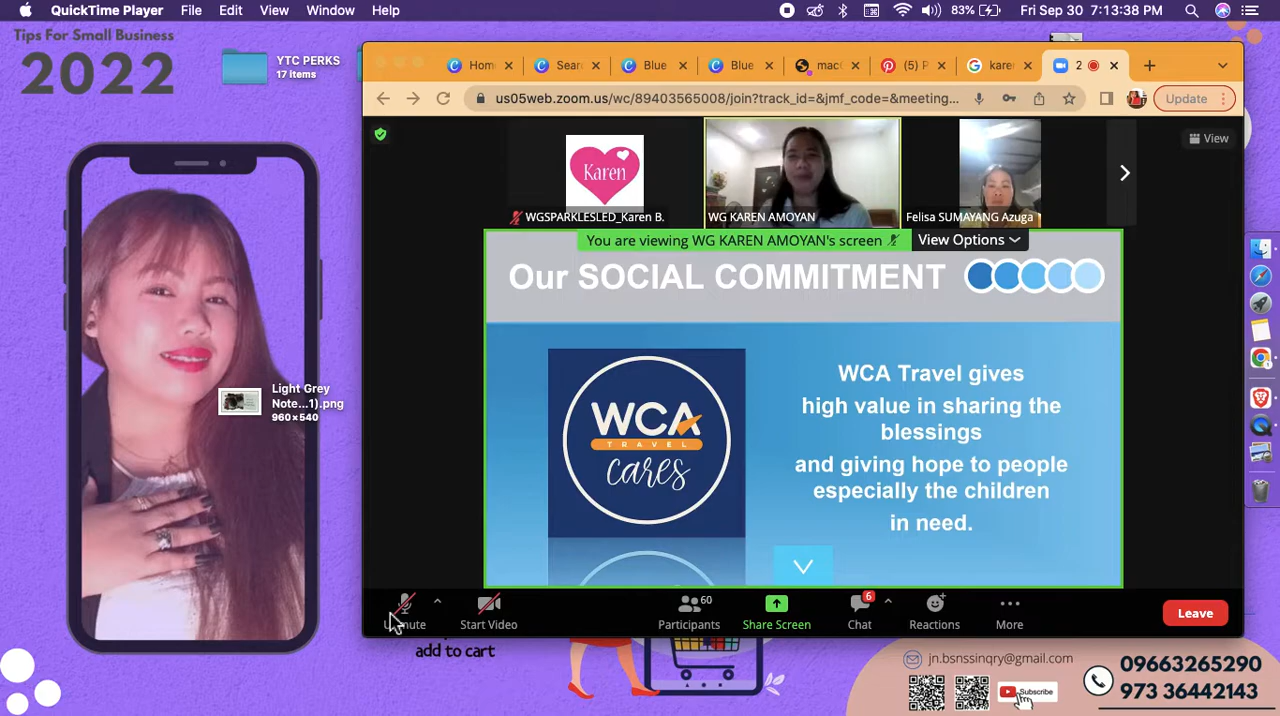 QuickTime Player File Edit View Window Help
83% Fri Sep 30 7:13:38 PM
Tips For Small Business
2022
YTC PERKS
17 items
Home
Sear
Blue
Blue
mac
(5) P
kare
2
us05web.zoom.us/wc/89403565008/join?track_id=&jmf_code=&meeting...
Update
View
Karen
WGSPARKLESLED_Karen B.
WG KAREN AMOYAN
Felisa SUMAYANG Azuga
You are viewing WG KAREN AMOYAN's screen
View Options
Our SOCIAL COMMITMENT
WCA
TRAVEL
cares
WCA Travel gives
high value in sharing the
blessings
and giving hope to people
especially the children
in need.
Light Grey
Note...1).png
960×540
Start Video
60
Participants
Share Screen
6
Chat
Reactions
More
Leave
add to cart
jn.bsnssinqry@gmail.com
Subscribe
09663265290
973 36442143